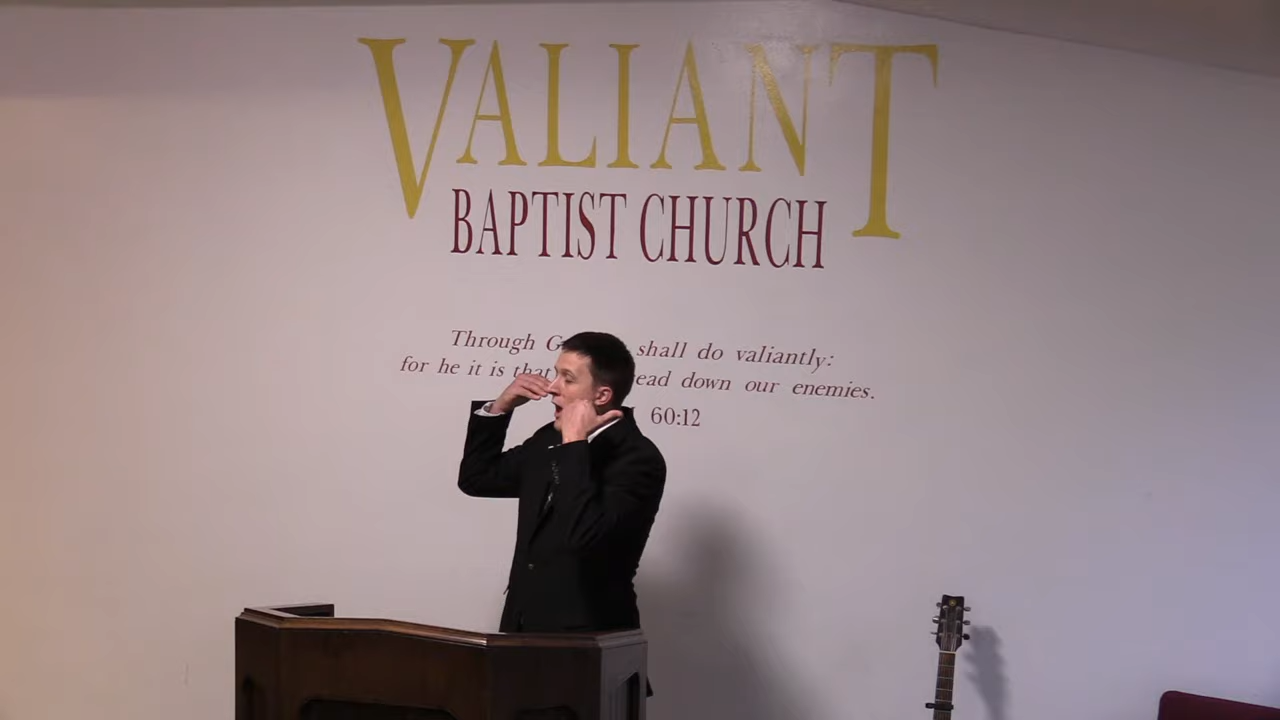 VALIANT
BAPTIST CHURCH
Through G shall do valiantly:
for he it is that ead down our enemies.
60:12